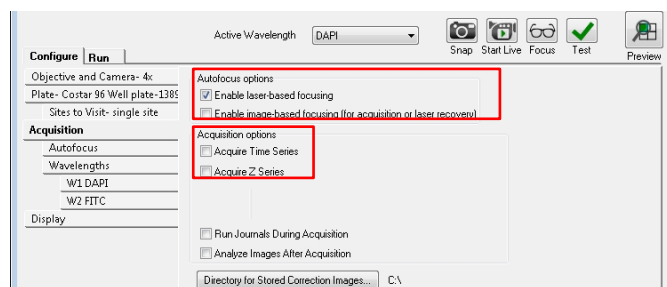 Active Wavelength DAPI
Snap Start Live Focus Test Preview
Configure Run
Objective and Camera- 4x
Plate- Costar 96 Well plate-1389
Sites to Visit- single site
Acquisition
Autofocus
Wavelengths
W1 DAPI
W2 FITC
Display
Autofocus options
Enable laser-based focusing
Enable image-based focusing (for acquisition or laser recovery)
Acquisition options
Acquire Time Series
Acquire Z Series
Run Journals During Acquisition
Analyze Images After Acquisition
Directory for Stored Correction Images... C:\